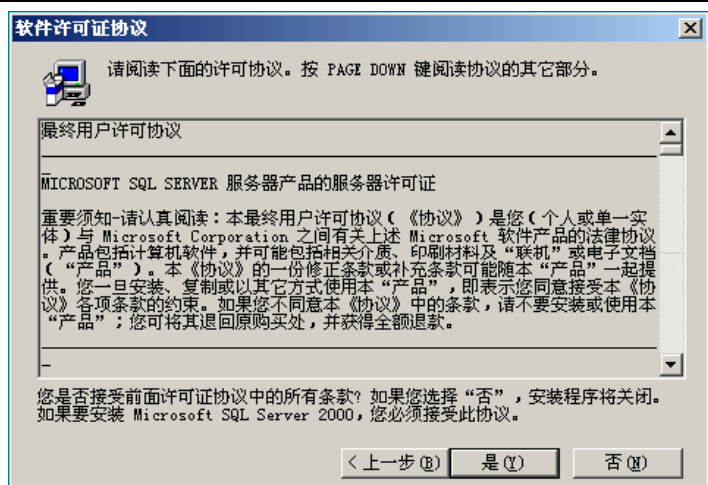 软件许可证协议
请阅读下面的许可协议。按 PAGE DOWN 键阅读协议的其它部分。
最终用户许可协议
MICROSOFT SQL SERVER 服务器产品的服务器许可证
重要须知-请认真阅读：本最终用户许可协议（《协议》）是您（个人或单一实
体）与 Microsoft Corporation 之间有关上述 Microsoft 软件产品的法律协议
。产品包括计算机软件，并可能包括相关介质、印刷材料及“联机”或电子文档
（“产品”）。本《协议》的一份修正条款或补充条款可能随本“产品”一起提
供。您一旦安装、复制或以其它方式使用本“产品”，即表示您同意接受本《协
议》各项条款的约束。如果您不同意本《协议》中的条款，请不要安装或使用本
“产品”；您可将其退回原购买处，并获得全额退款。
您是否接受前面许可证协议中的所有条款？如果您选择“否”，安装程序将关闭。
如果要安装 Microsoft SQL Server 2000，您必须接受此协议。
<上一步(B) 是(Y) 否(N)